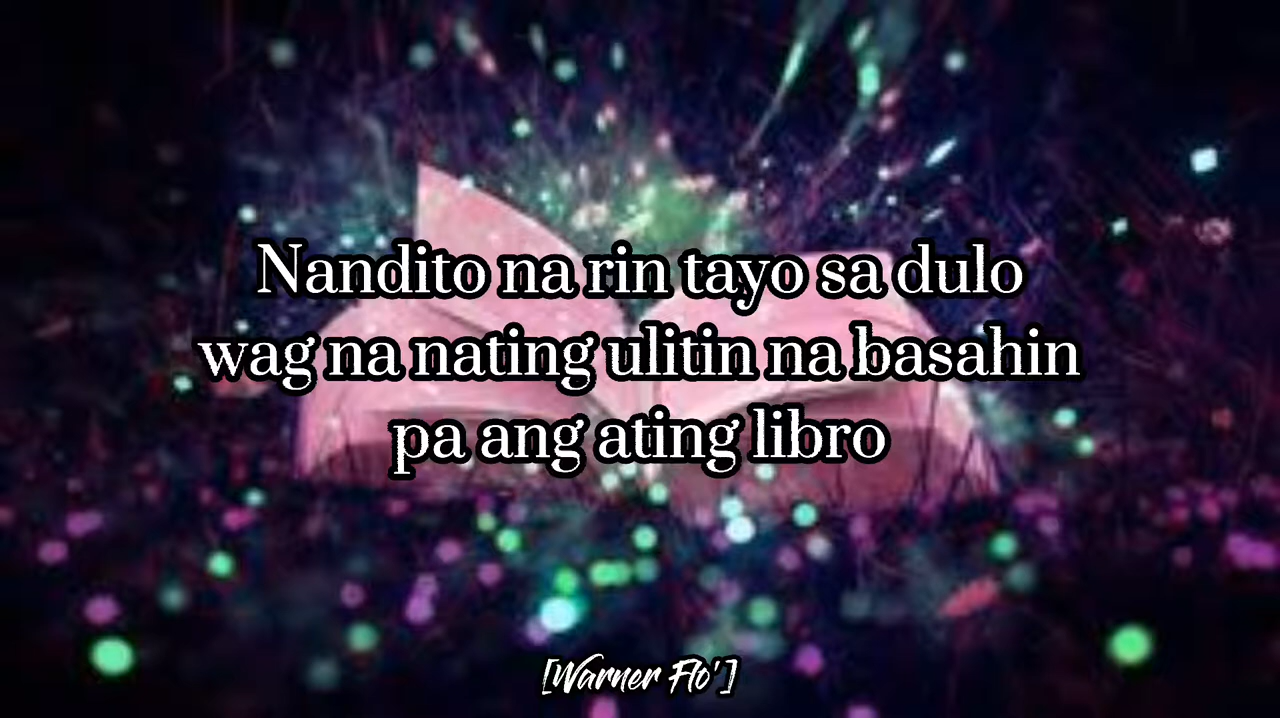 Nandito na rin tayo sa dulo
wag na nating ulitin na basahin
pa ang ating libro
[Warner Flo']